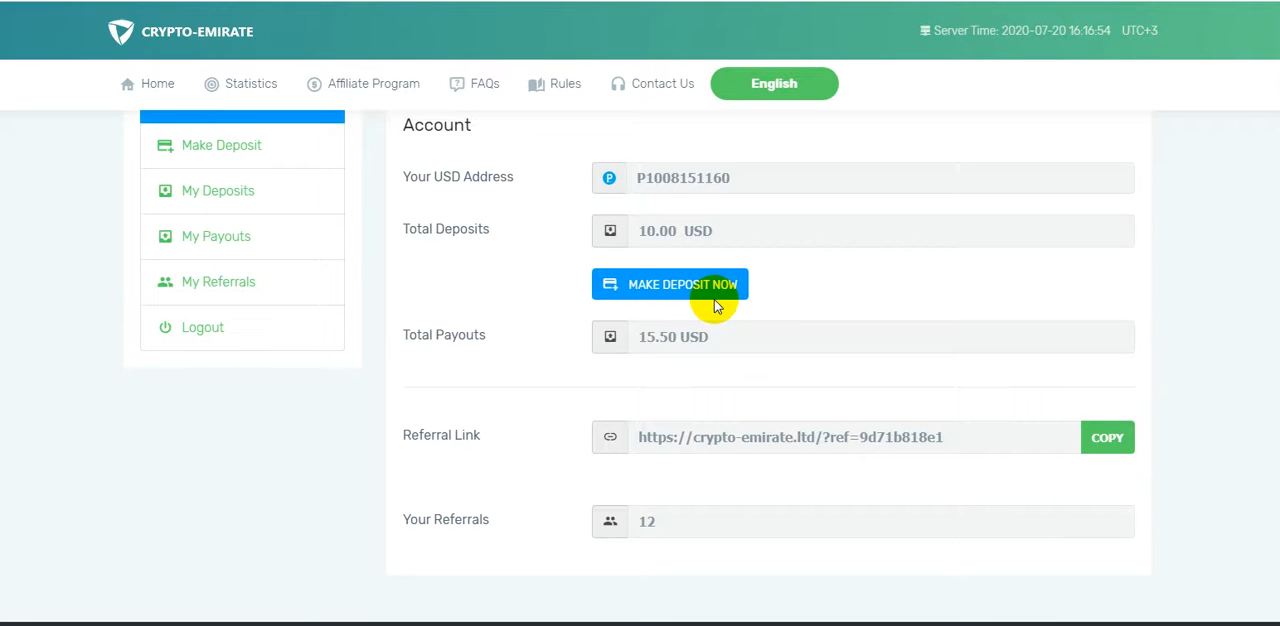 CRYPTO-EMIRATE
Server Time: 2020-07-20 16:16:54 UTC+3
Home Statistics Affiliate Program FAQs Rules Contact Us English
Make Deposit
My Deposits
My Payouts
My Referrals
Logout
Account
Your USD Address P1008151160
Total Deposits 10.00 USD
MAKE DEPOSIT NOW
Total Payouts 15.50 USD
Referral Link https://crypto-emirate.ltd/?ref=9d71b818e1 COPY
Your Referrals 12